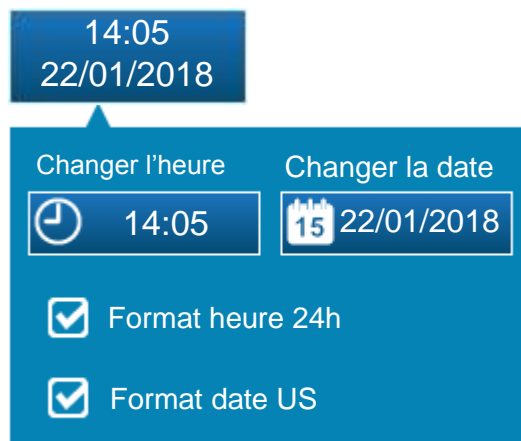 14:05
22/01/2018
Changer l'heure
Changer la date
14:05
15
22/01/2018
Format heure 24h
Format date US